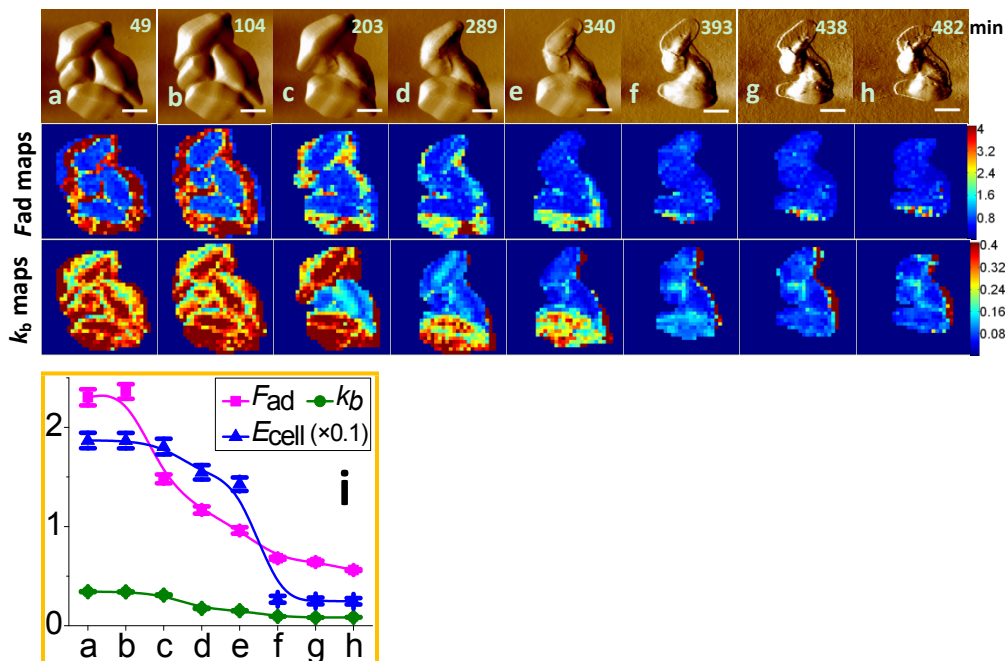 49 104 203 289 340 393 438 482 min
a b c d e f g h
Fad maps
4
3.2
2.4
1.6
0.8
0
kb maps
0.4
0.32
0.24
0.16
0.08
Fad kb
Ecell (×0.1)
i
2
1
0
a b c d e f g h